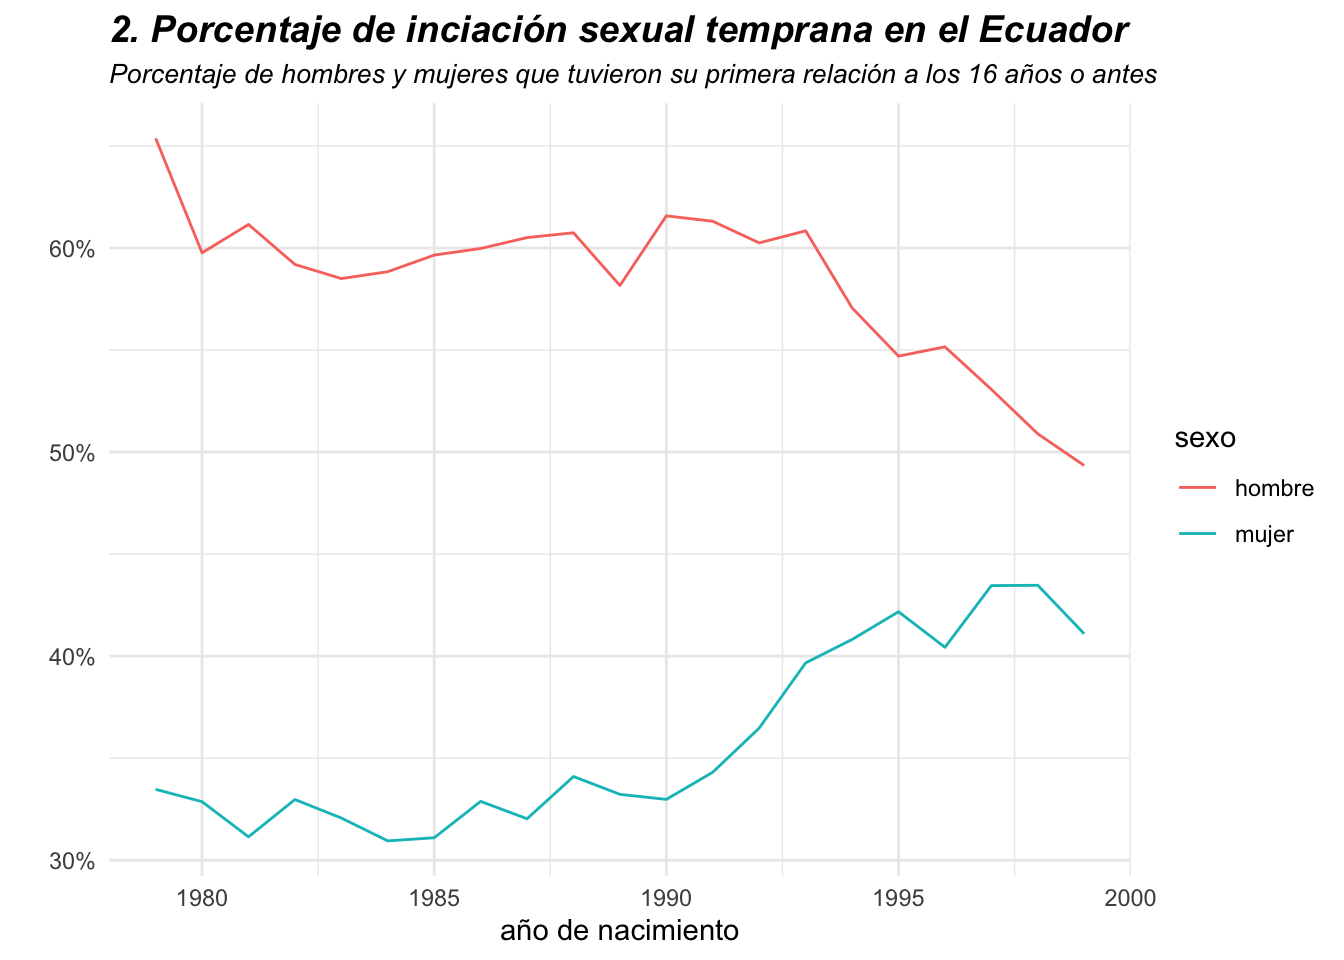 2. Porcentaje de inciación sexual temprana en el Ecuador
Porcentaje de hombres y mujeres que tuvieron su primera relación a los 16 años o antes
60%
50%
40%
30%
1980 1985 1990 1995 2000
año de nacimiento
sexo
hombre
mujer